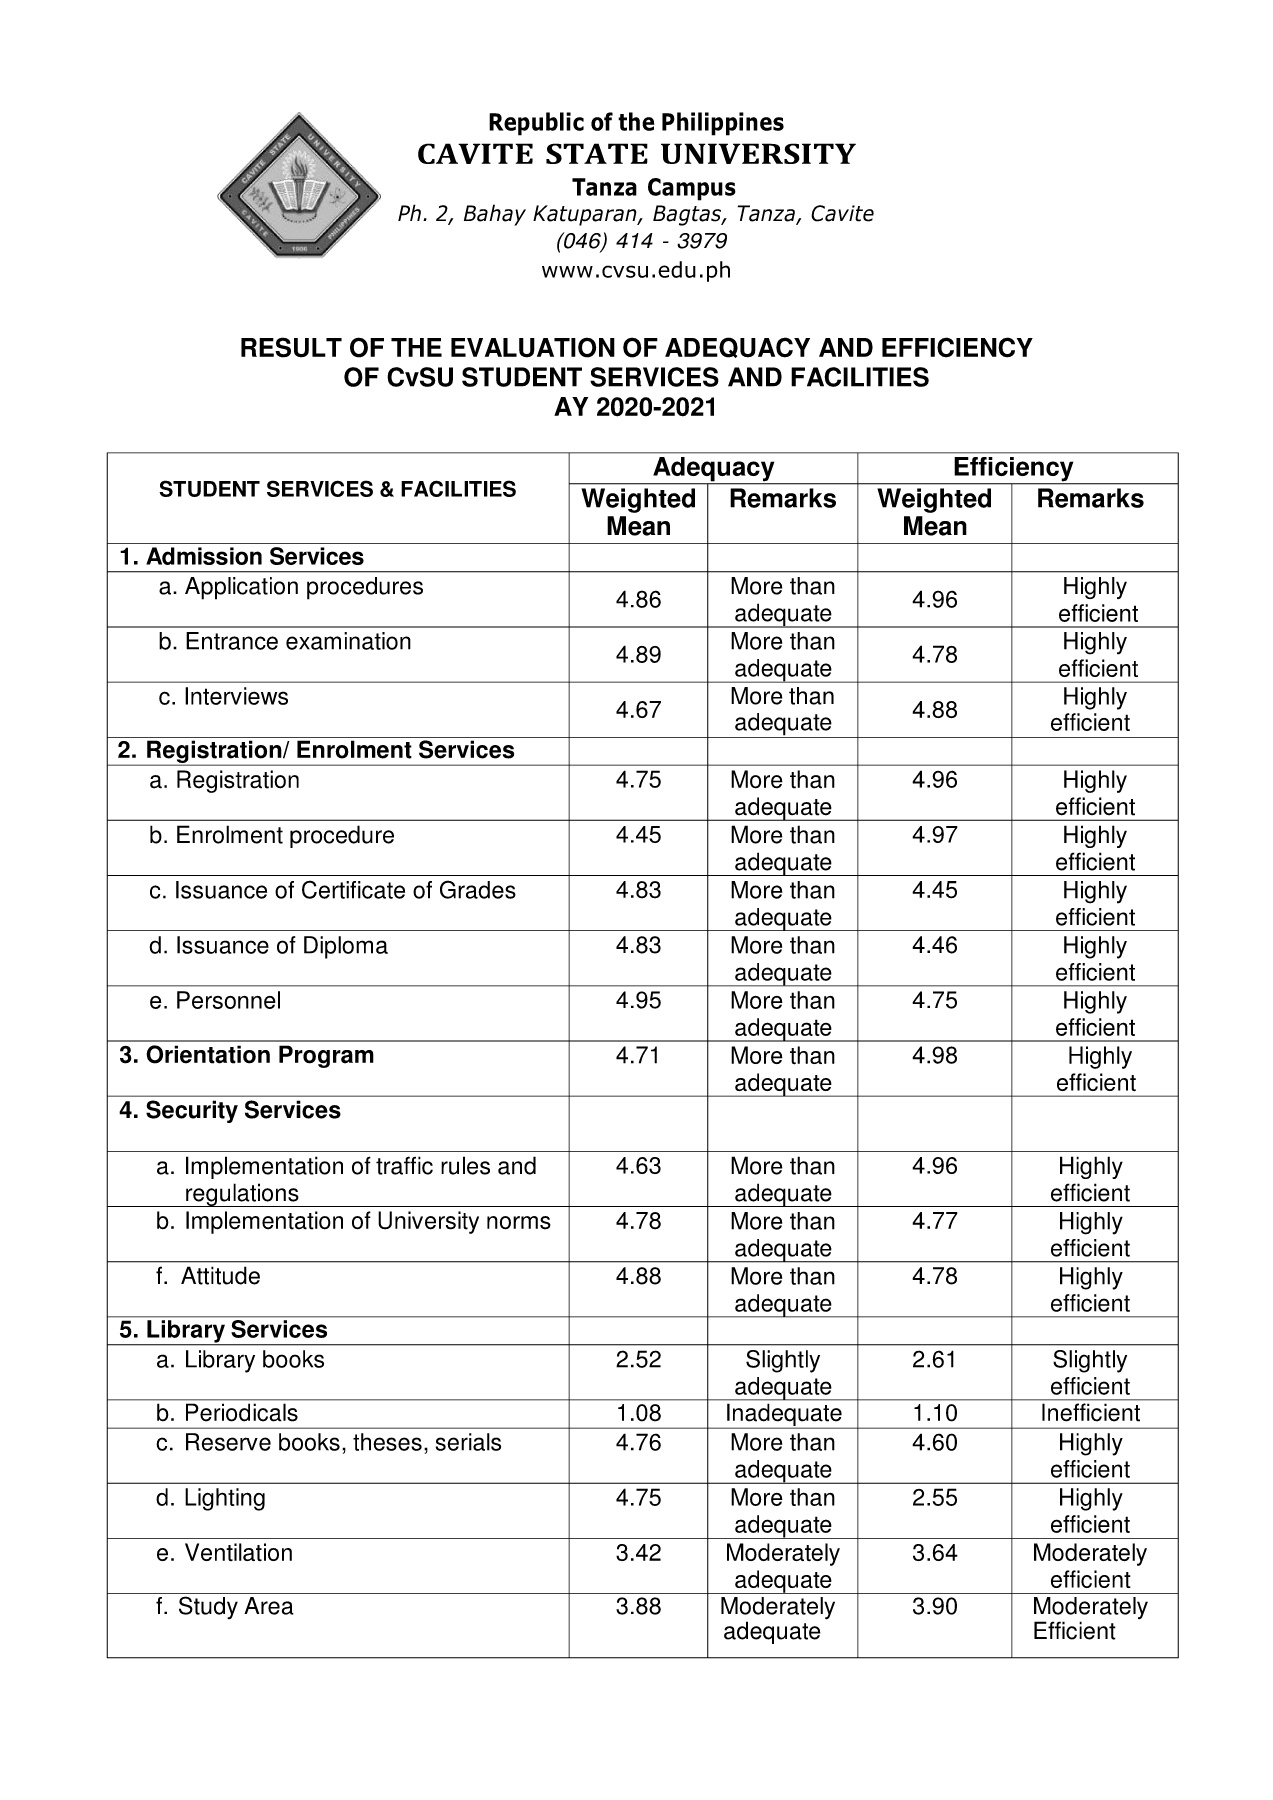 Republic of the Philippines
CAVITE STATE UNIVERSITY
Tanza Campus
Ph. 2, Bahay Katuparan, Bagtas, Tanza, Cavite
(046) 414 - 3979
www.cvsu.edu.ph
CAVITE STATE UNIVERSITY
CAVITE PHILIPPINES
1906
RESULT OF THE EVALUATION OF ADEQUACY AND EFFICIENCY
OF CvSU STUDENT SERVICES AND FACILITIES
AY 2020-2021
STUDENT SERVICES & FACILITIES Adequacy Efficiency
Weighted Remarks Weighted Remarks
Mean Mean
1. Admission Services
a. Application procedures 4.86 More than 4.96 Highly
adequate efficient
b. Entrance examination 4.89 More than 4.78 Highly
adequate efficient
c. Interviews 4.67 More than 4.88 Highly
adequate efficient
2. Registration/ Enrolment Services
a. Registration 4.75 More than 4.96 Highly
adequate efficient
b. Enrolment procedure 4.45 More than 4.97 Highly
adequate efficient
c. Issuance of Certificate of Grades 4.83 More than 4.45 Highly
adequate efficient
d. Issuance of Diploma 4.83 More than 4.46 Highly
adequate efficient
e. Personnel 4.95 More than 4.75 Highly
adequate efficient
3. Orientation Program 4.71 More than 4.98 Highly
adequate efficient
4. Security Services
a. Implementation of traffic rules and 4.63 More than 4.96 Highly
regulations adequate efficient
b. Implementation of University norms 4.78 More than 4.77 Highly
adequate efficient
f. Attitude 4.88 More than 4.78 Highly
adequate efficient
5. Library Services
a. Library books 2.52 Slightly 2.61 Slightly
adequate efficient
b. Periodicals 1.08 Inadequate 1.10 Inefficient
c. Reserve books, theses, serials 4.76 More than 4.60 Highly
adequate efficient
d. Lighting 4.75 More than 2.55 Highly
adequate efficient
e. Ventilation 3.42 Moderately 3.64 Moderately
adequate efficient
f. Study Area 3.88 Moderately 3.90 Moderately
adequate Efficient